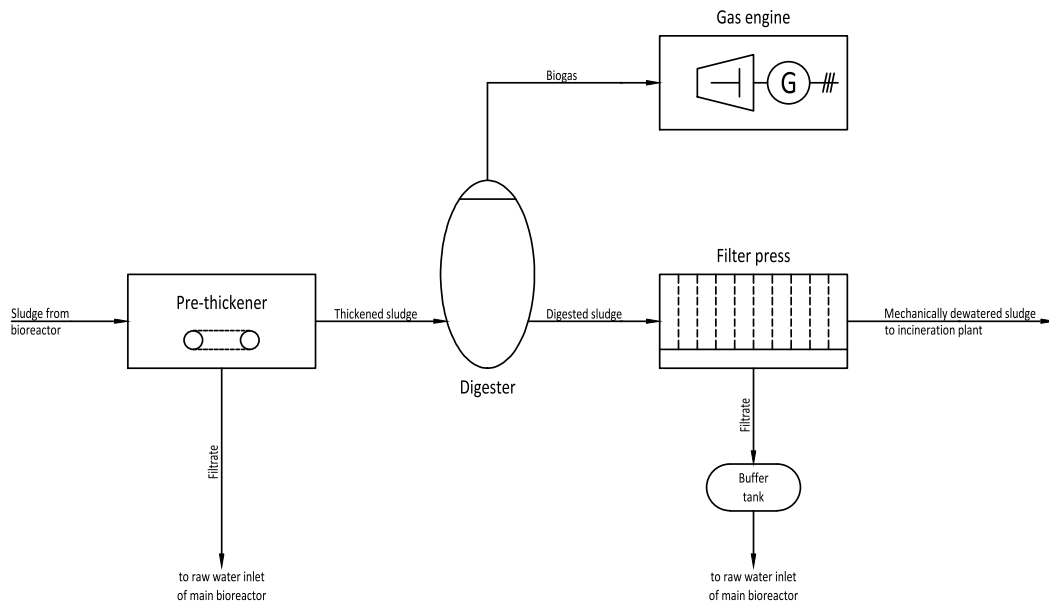 Gas engine
Biogas
G
Filter press
Pre-thickener
Sludge from
bioreactor
Thickened sludge
Digested sludge
Mechanically dewatered sludge
to incineration plant
Digester
Filtrate
Filtrate
Buffer
tank
to raw water inlet
of main bioreactor
to raw water inlet
of main bioreactor